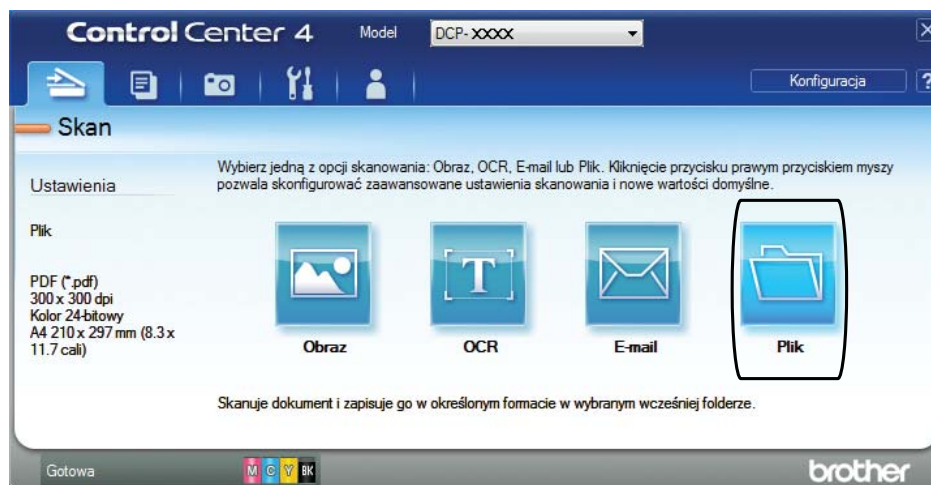 Control Center 4
Model
DCP- XXXX
Konfiguracja
?
Skan
Ustawienia
Plik
PDF (*.pdf)
300 x 300 dpi
Kolor 24-bitowy
A4 210 x 297 mm (8.3 x
11.7 cali)
Wybierz jedną z opcji skanowania: Obraz, OCR, E-mail lub Plik. Kliknięcie przycisku prawym przyciskiem myszy
pozwala skonfigurować zaawansowane ustawienia skanowania i nowe wartości domyślne.
T
Obraz
OCR
E-mail
Plik
Skanuje dokument i zapisuje go w określonym formacie w wybranym wcześniej folderze.
Gotowa
M C Y BK
brother